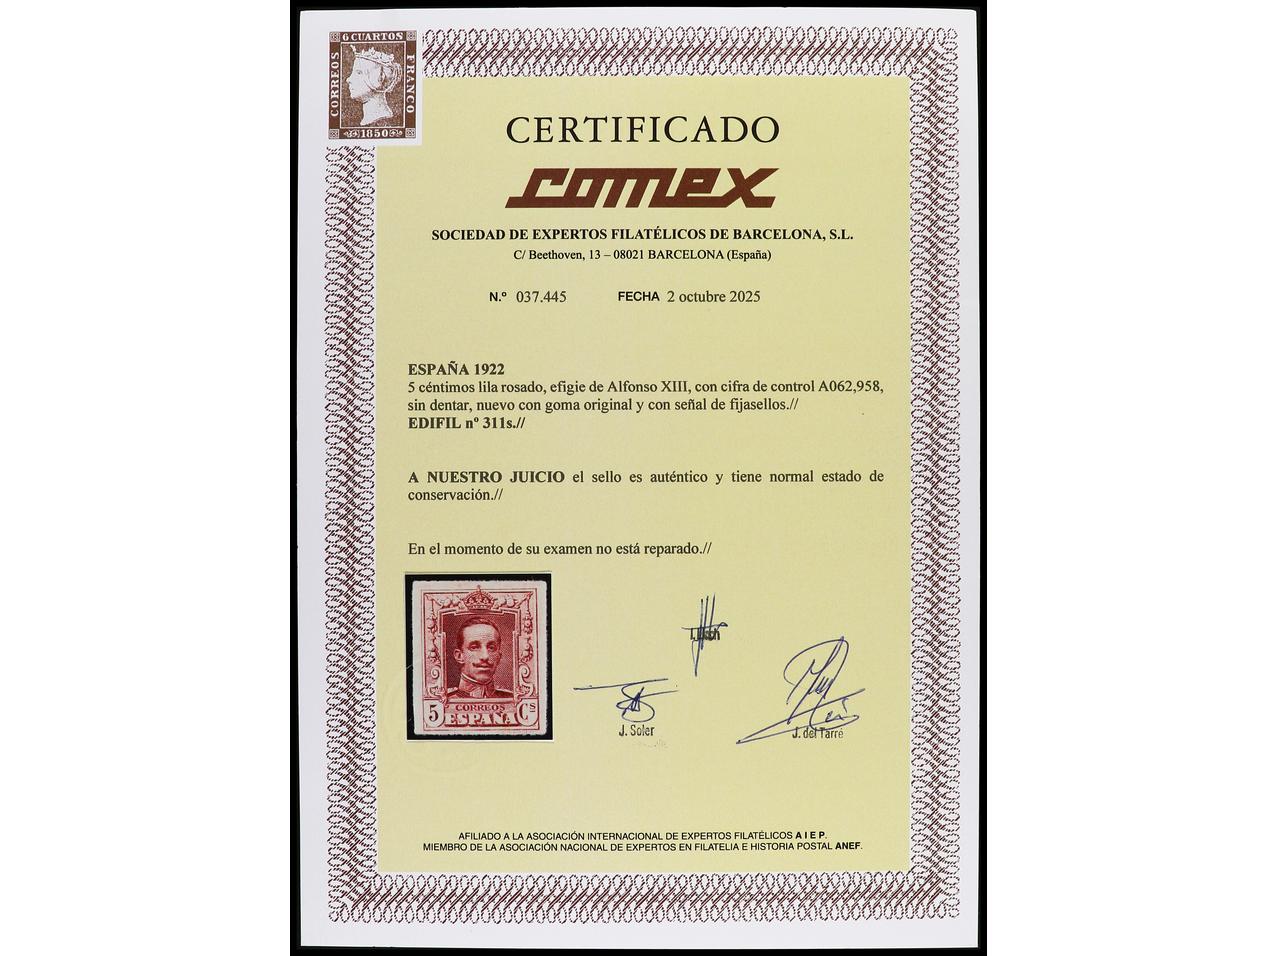 6 CUARTOS
CORREOS
FRANCO
1850
CERTIFICADO
comex
SOCIEDAD DE EXPERTOS FILATÉLICOS DE BARCELONA, S.L.
C/ Beethoven, 13 – 08021 BARCELONA (España)
N.º 037.445 FECHA 2 octubre 2025
ESPAÑA 1922
5 céntimos lila rosado, efigie de Alfonso XIII, con cifra de control A062,958,
sin dentar, nuevo con goma original y con señal de fijasellos.//
EDIFIL nº 311s.//
A NUESTRO JUICIO el sello es auténtico y tiene normal estado de
conservación.//
En el momento de su examen no está reparado.//
CORREOS
5 ESPAÑA Cs
J. Soler
J. del Tarré
AFILIADO A LA ASOCIACIÓN INTERNACIONAL DE EXPERTOS FILATÉLICOS A I E P.
MIEMBRO DE LA ASOCIACIÓN NACIONAL DE EXPERTOS EN FILATELIA E HISTORIA POSTAL ANEF.